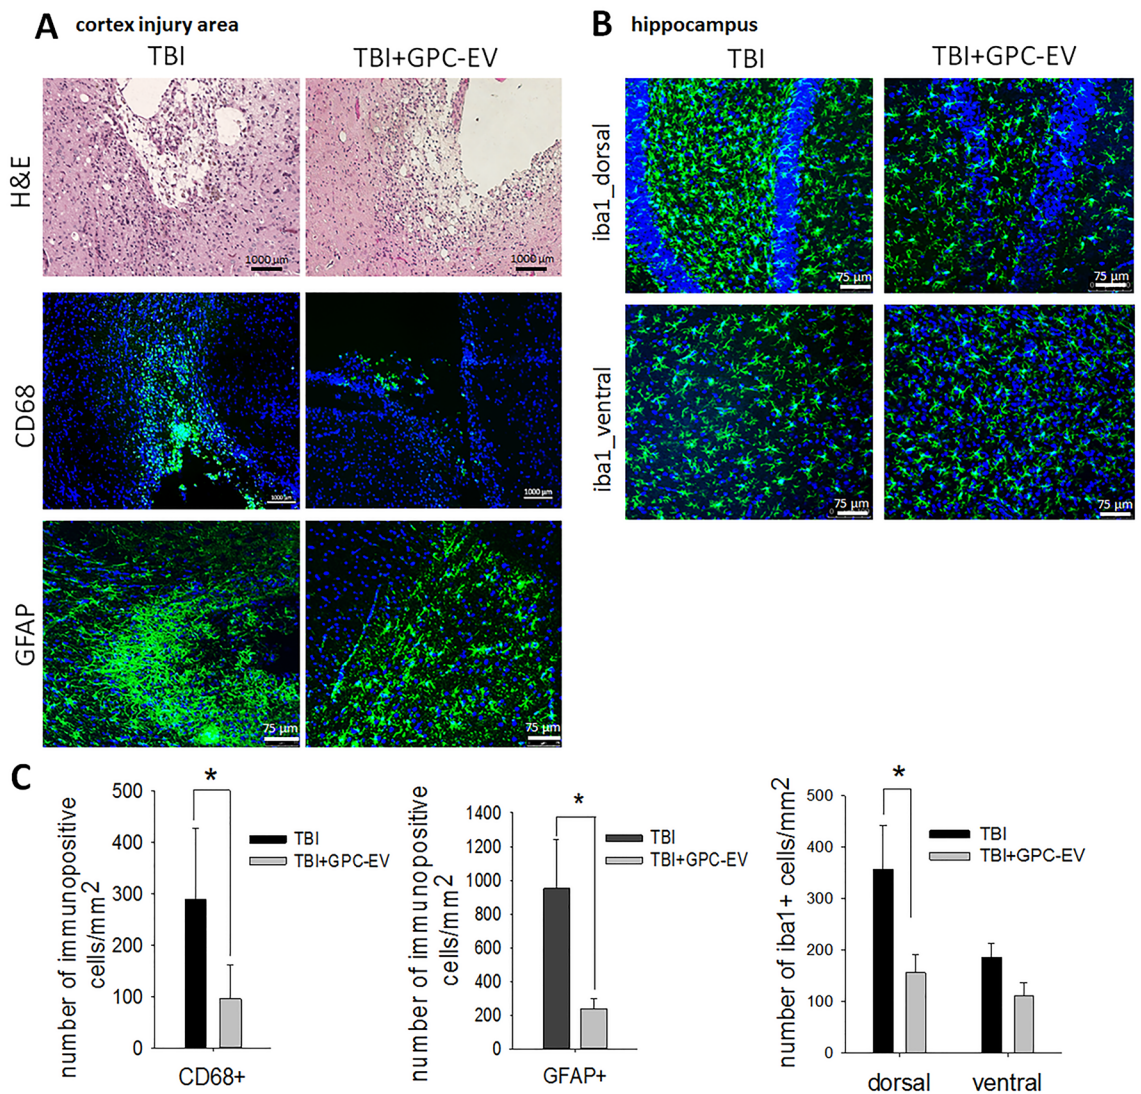 A cortex injury area
TBI
TBI+GPC-EV
H&E
1000 μm
1000 μm
CD68
1000 μm
1000 μm
GFAP
75 μm
75 μm
B hippocampus
TBI
TBI+GPC-EV
iba1_dorsal
75 μm
75 μm
iba1_ventral
75 μm
75 μm
C
number of immunopositive
cells/mm2
500
400
300
200
100
0
*
TBI
TBI+GPC-EV
CD68+
number of immunopositive
cells/mm2
1400
1200
1000
800
600
400
200
0
*
TBI
TBI+GPC-EV
GFAP+
number of iba1+ cells/mm2
500
400
300
200
100
0
*
TBI
TBI+GPC-EV
dorsal
ventral